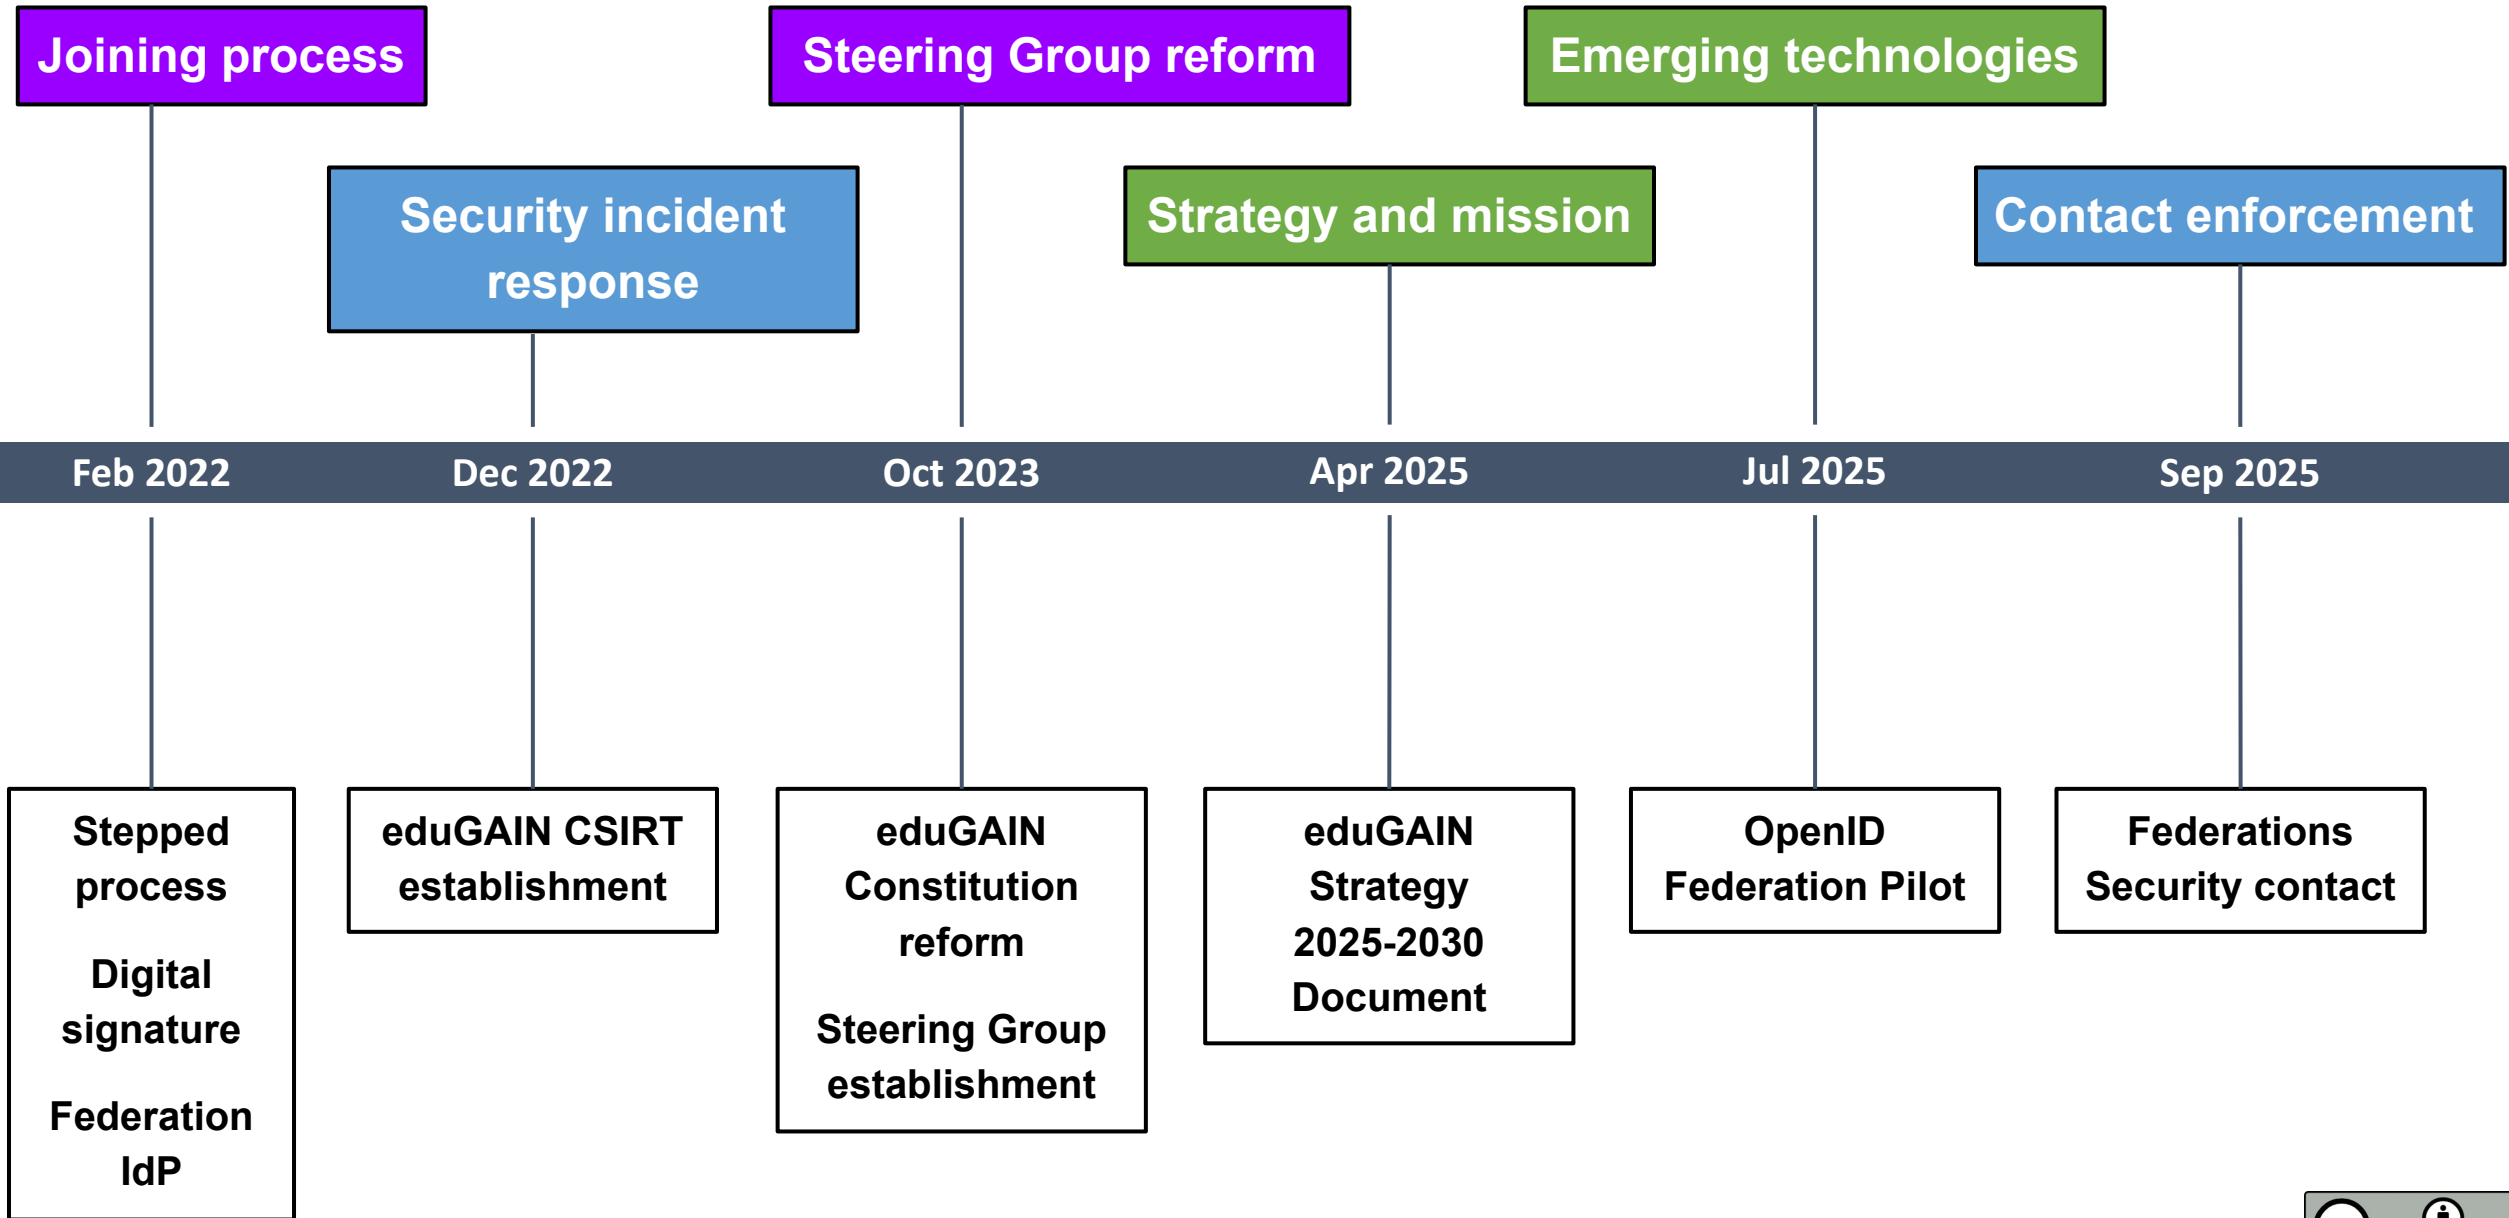 Joining process
Steering Group reform
Emerging technologies
Security incident
response
Strategy and mission
Contact enforcement
Feb 2022
Dec 2022
Oct 2023
Apr 2025
Jul 2025
Sep 2025
Stepped
process
Digital
signature
Federation
IdP
eduGAIN CSIRT
establishment
eduGAIN
Constitution
reform
Steering Group
establishment
eduGAIN
Strategy
2025-2030
Document
OpenID
Federation Pilot
Federations
Security contact